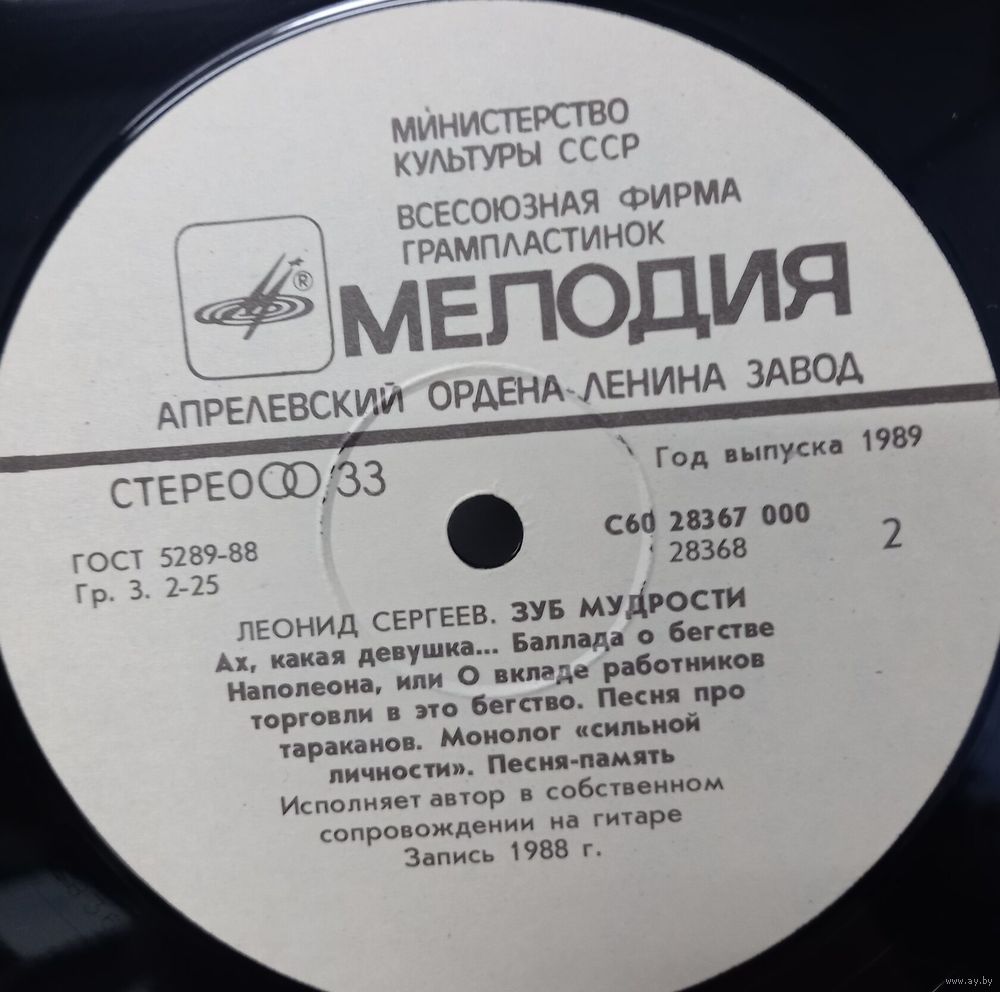 МИНИСТЕРСТВО
КУЛЬТУРЫ СССР
ВСЕСОЮЗНАЯ ФИРМА
ГРАМПЛАСТИНОК
®
МЕЛОДИЯ
АПРЕЛЕВСКИЙ ОРДЕНА ЛЕНИНА ЗАВОД
СТЕРЕО 33
Год выпуска 1989
ГОСТ 5289-88
Гр. 3. 2-25
С60 28367 000
28368
2
ЛЕОНИД СЕРГЕЕВ. ЗУБ МУДРОСТИ
Ах, какая девушка... Баллада о бегстве
Наполеона, или О вкладе работников
торговли в это бегство. Песня про
тараканов. Монолог «сильной
личности». Песня-память
Исполняет автор в собственном
сопровождении на гитаре
Запись 1988 г.
www.ay.by